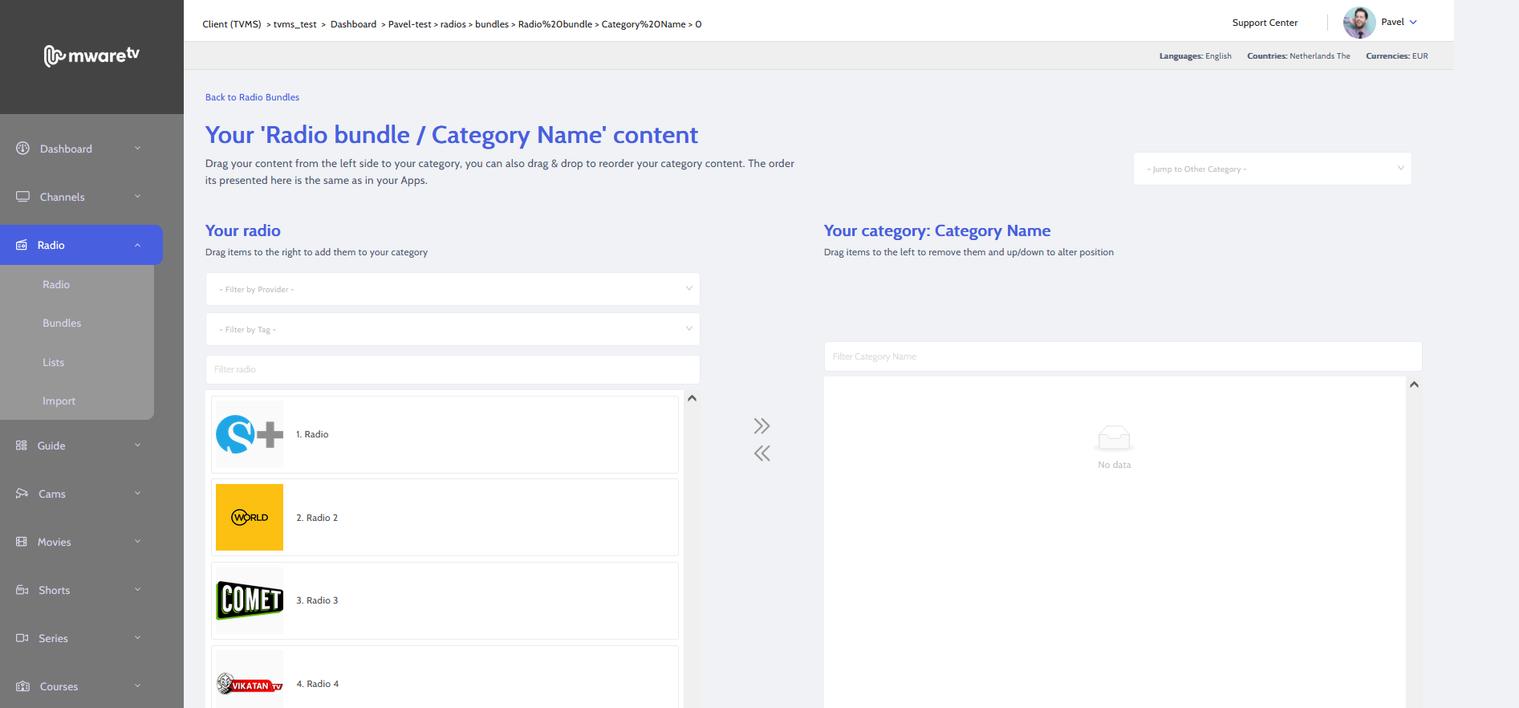 mwaretv
Client (TVMS) > tvms_test > Dashboard > Pavel-test > radios > bundles > Radio%20bundle > Category%20Name > 0
Support Center
Pavel
Languages: English Countries: Netherlands The Currencies: EUR
Dashboard
Channels
Radio
Radio
Bundles
Lists
Import
Guide
Cams
Movies
Shorts
Series
Courses
Back to Radio Bundles
Your 'Radio bundle / Category Name' content
Drag your content from the left side to your category, you can also drag & drop to reorder your category content. The order
its presented here is the same as in your Apps.
- Jump to Other Category -
Your radio
Drag items to the right to add them to your category
- Filter by Provider -
- Filter by Tag -
Filter radio
S+
1. Radio
WORLD
2. Radio 2
COMET
3. Radio 3
VIKATAN TV
4. Radio 4
Your category: Category Name
Drag items to the left to remove them and up/down to alter position
Filter Category Name
No data